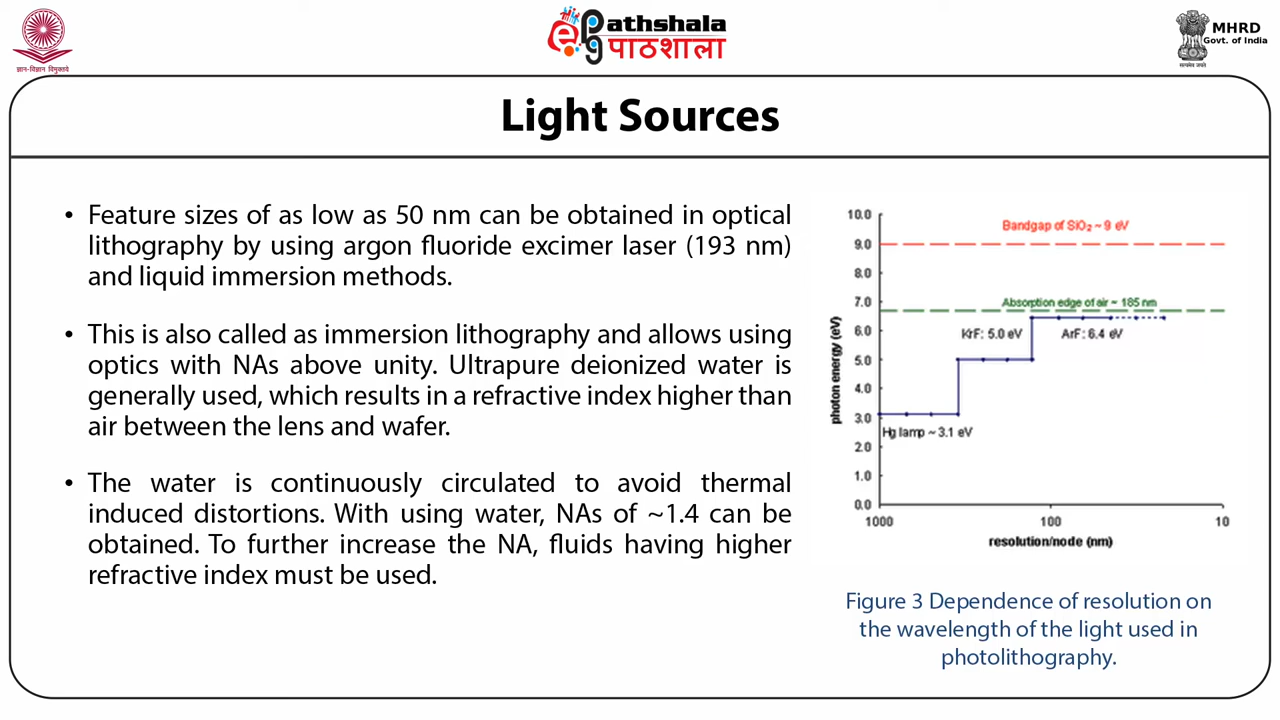 ज्ञान-विज्ञान विमुक्तये
ePathshala
पाठशाला
MHRD
Govt. of India
सत्यमेव जयते
Light Sources
• Feature sizes of as low as 50 nm can be obtained in optical
lithography by using argon fluoride excimer laser (193 nm)
and liquid immersion methods.
• This is also called as immersion lithography and allows using
optics with NAs above unity. Ultrapure deionized water is
generally used, which results in a refractive index higher than
air between the lens and wafer.
• The water is continuously circulated to avoid thermal
induced distortions. With using water, NAs of ~1.4 can be
obtained. To further increase the NA, fluids having higher
refractive index must be used.
photon energy (eV)
10.0
9.0
8.0
7.0
6.0
5.0
4.0
3.0
2.0
1.0
0.0
Bandgap of SiO₂ ~ 9 eV
Absorption edge of air ~ 185 nm
KrF: 5.0 eV
ArF: 6.4 eV
Hg lamp ~ 3.1 eV
1000
100
10
resolution/node (nm)
Figure 3 Dependence of resolution on
the wavelength of the light used in
photolithography.